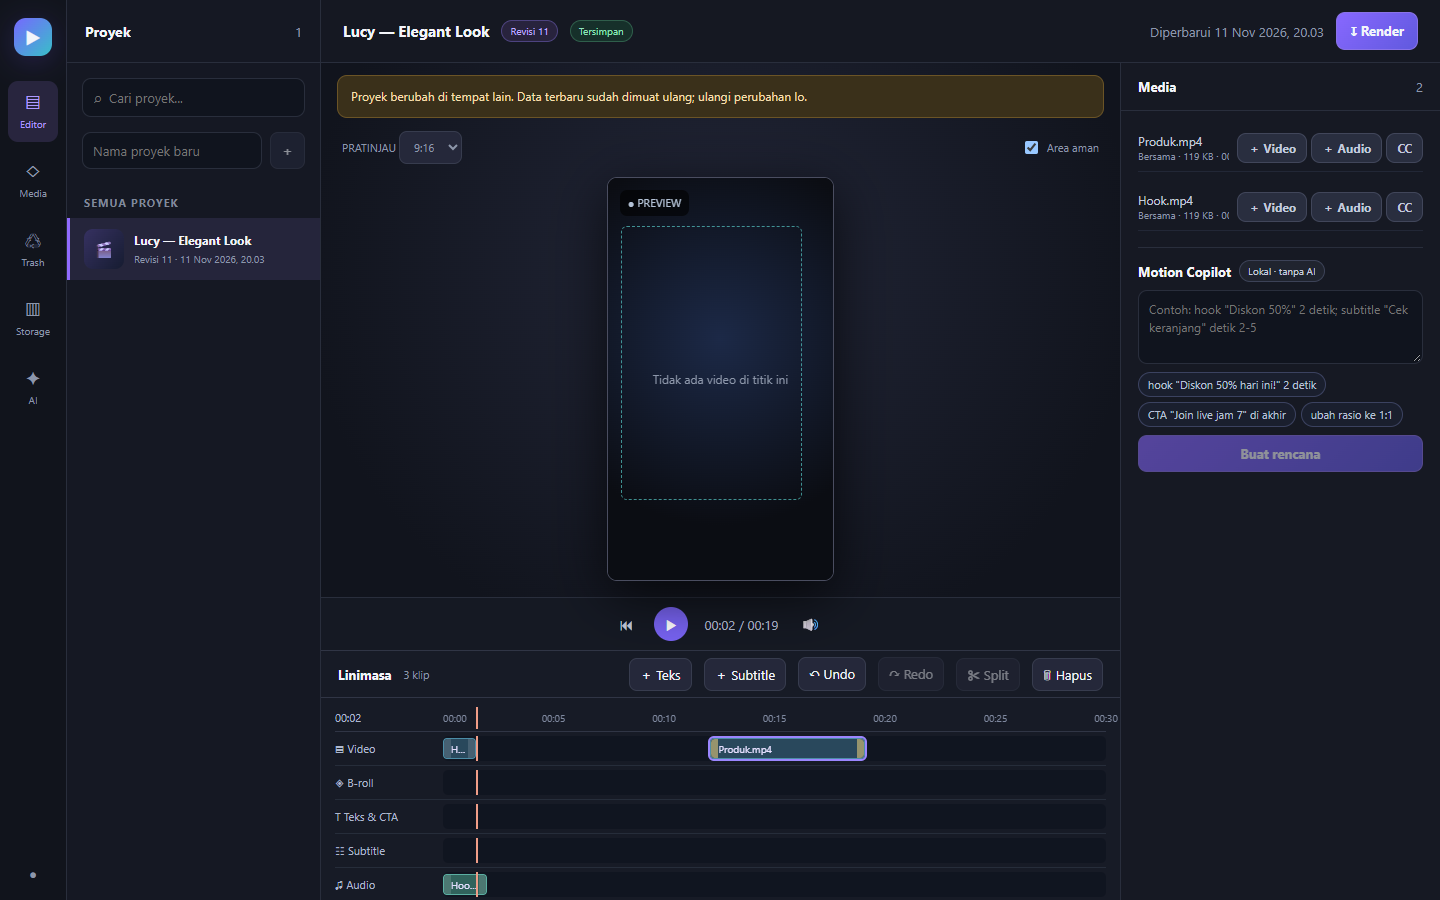 Editor
Media
Trash
Storage
AI
Proyek 1
Cari proyek...
Nama proyek baru +
SEMUA PROYEK
Lucy — Elegant Look
Revisi 11 · 11 Nov 2026, 20.03
Lucy — Elegant Look Revisi 11 Tersimpan
Diperbarui 11 Nov 2026, 20.03 Render
Proyek berubah di tempat lain. Data terbaru sudah dimuat ulang; ulangi perubahan lo.
PRATINJAU 9:16 Area aman
PREVIEW
Tidak ada video di titik ini
00:02 / 00:19
Linimasa 3 klip + Teks + Subtitle Undo Redo Split Hapus
00:02 00:00 00:05 00:10 00:15 00:20 00:25 00:30
Video H... Produk.mp4
B-roll
T Teks & CTA
Subtitle
Audio Hoo...
Media 2
Produk.mp4
Bersama · 119 KB · 00
+ Video + Audio CC
Hook.mp4
Bersama · 119 KB · 00
+ Video + Audio CC
Motion Copilot Lokal · tanpa AI
Contoh: hook "Diskon 50%" 2 detik; subtitle "Cek
keranjang" detik 2-5
hook "Diskon 50% hari ini!" 2 detik
CTA "Join live jam 7" di akhir ubah rasio ke 1:1
Buat rencana